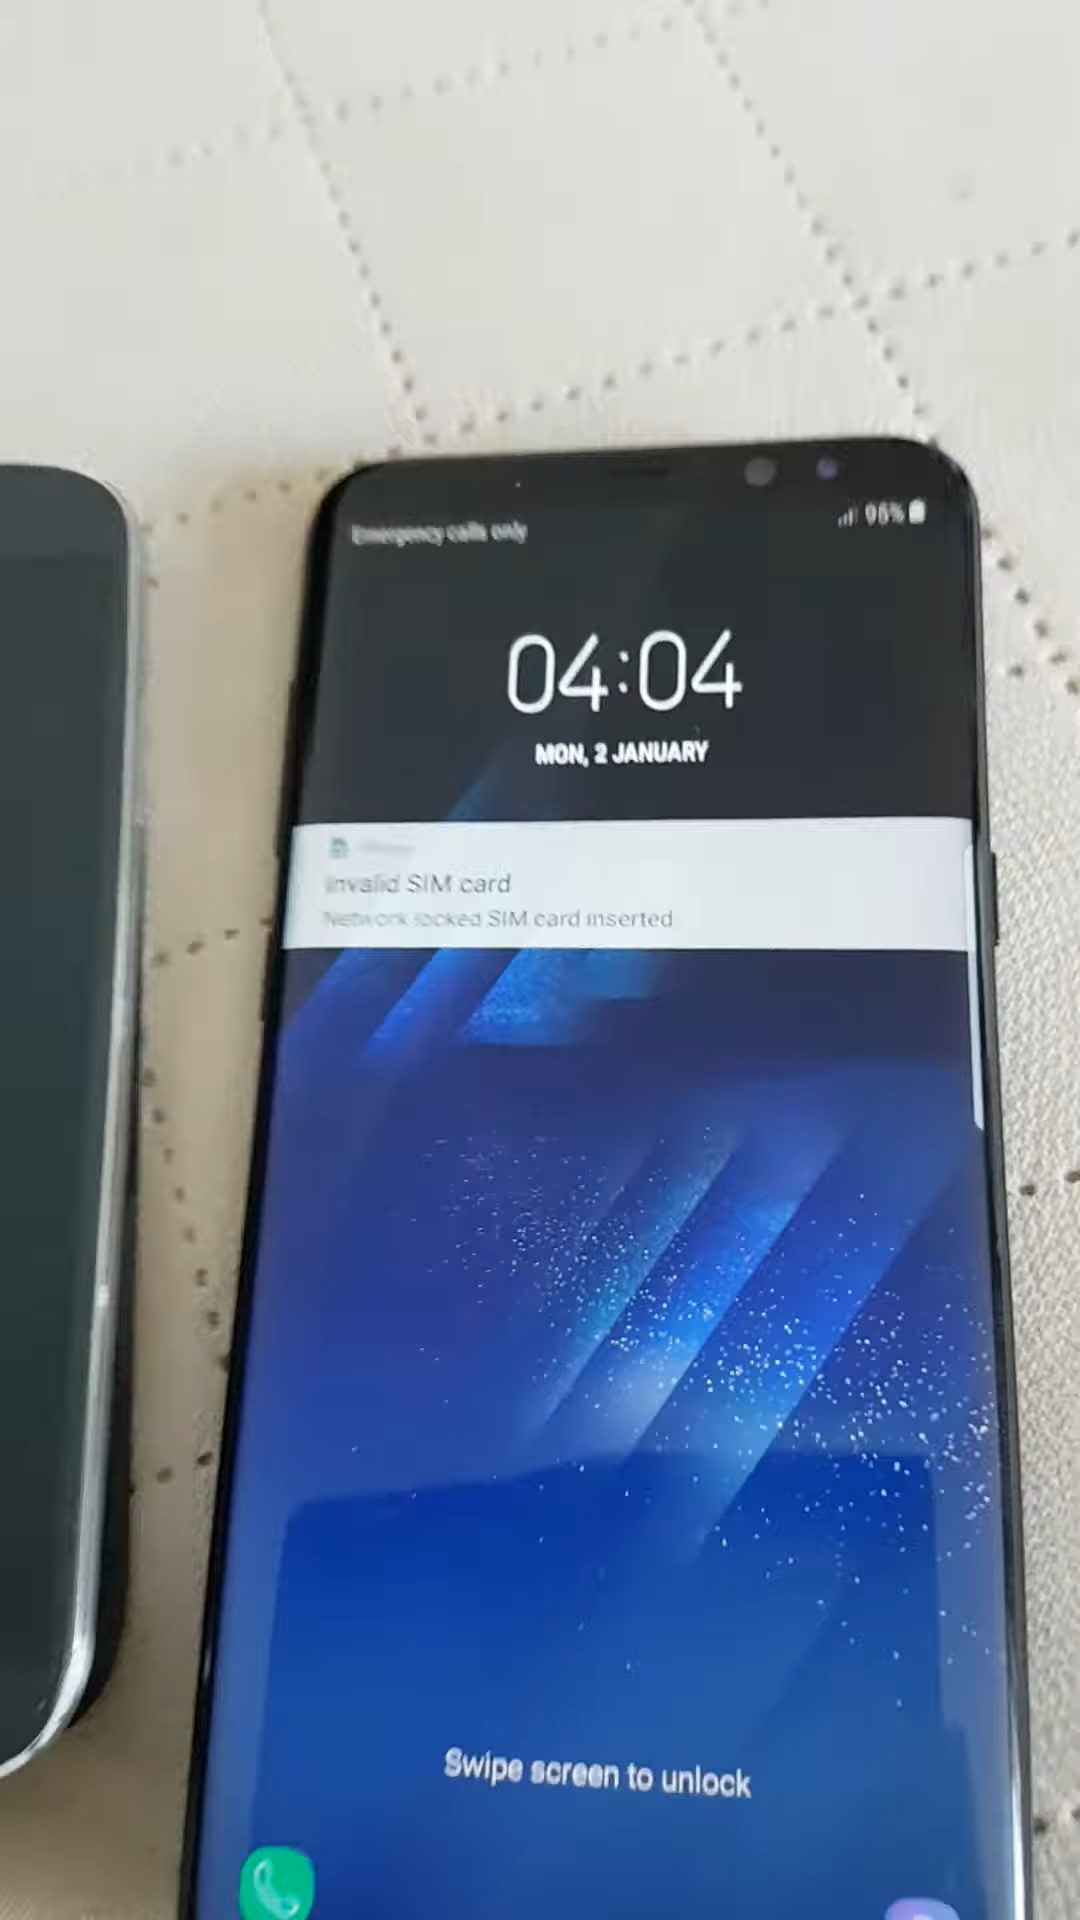 Emergency calls only
95%
04:04
MON, 2 JANUARY
Invalid SIM card
Network locked SIM card inserted
Swipe screen to unlock